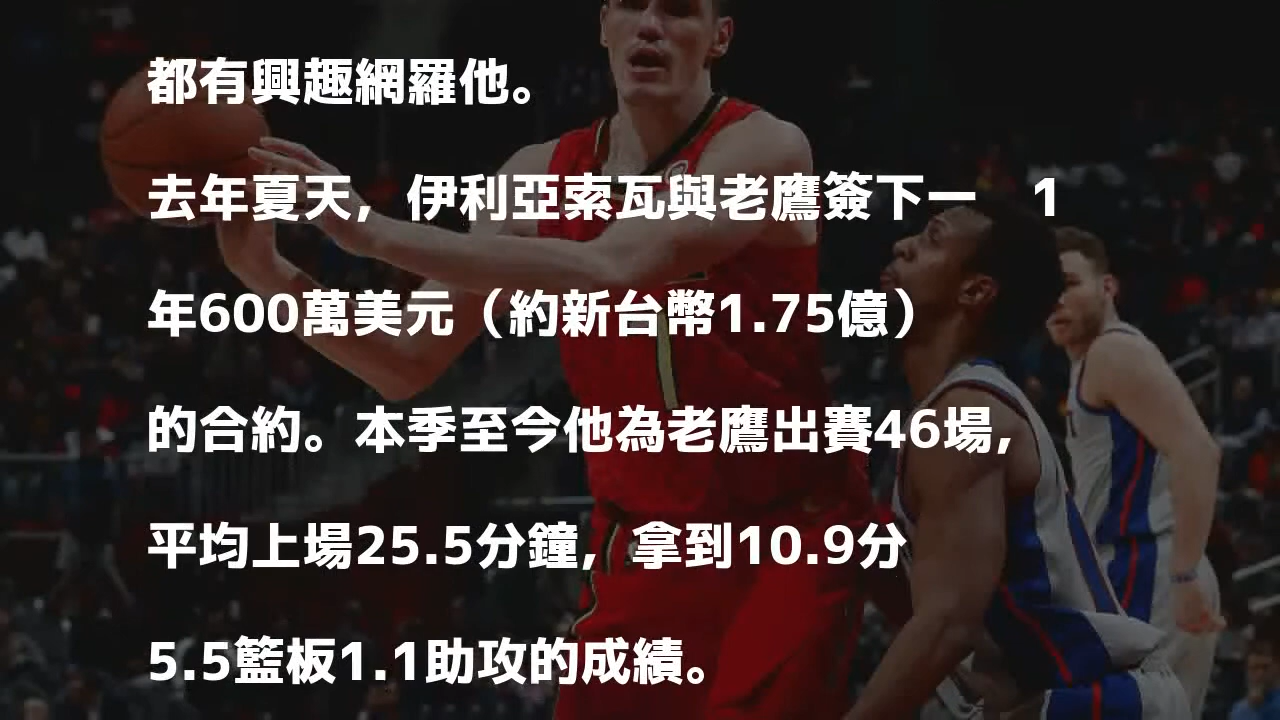 都有興趣網羅他。
去年夏天，伊利亞索瓦與老鷹簽下一　1
年600萬美元（約新台幣1.75億）
的合約。本季至今他為老鷹出賽46場，
平均上場25.5分鐘，拿到10.9分
5.5籃板1.1助攻的成績。